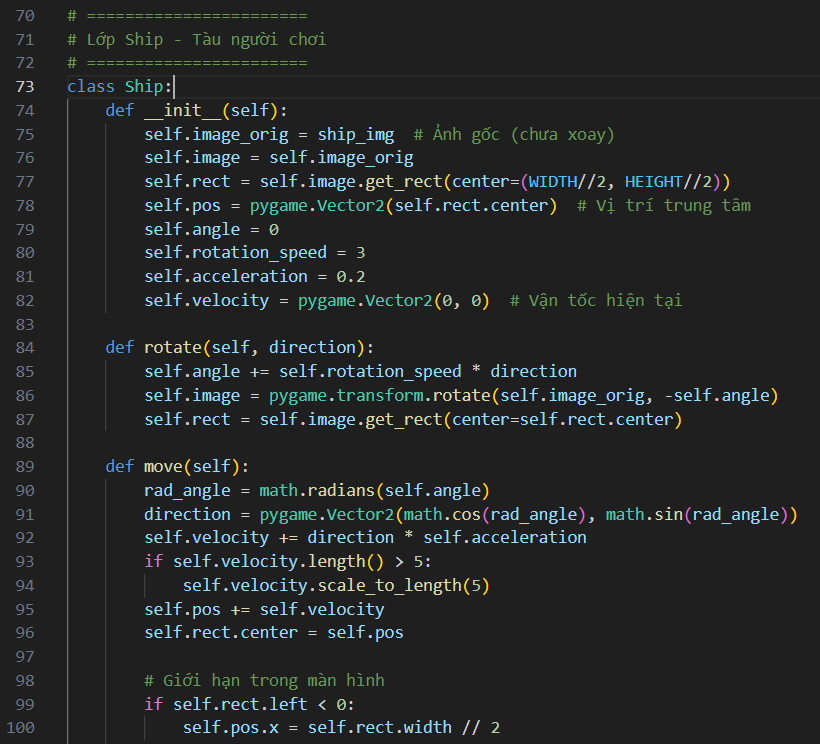 70 # =======================
71 # Lớp Ship - Tàu người chơi
72 # =======================
73 class Ship:
74     def __init__(self):
75         self.image_orig = ship_img  # Ảnh gốc (chưa xoay)
76         self.image = self.image_orig
77         self.rect = self.image.get_rect(center=(WIDTH//2, HEIGHT//2))
78         self.pos = pygame.Vector2(self.rect.center)  # Vị trí trung tâm
79         self.angle = 0
80         self.rotation_speed = 3
81         self.acceleration = 0.2
82         self.velocity = pygame.Vector2(0, 0)  # Vận tốc hiện tại
83
84     def rotate(self, direction):
85         self.angle += self.rotation_speed * direction
86         self.image = pygame.transform.rotate(self.image_orig, -self.angle)
87         self.rect = self.image.get_rect(center=self.rect.center)
88
89     def move(self):
90         rad_angle = math.radians(self.angle)
91         direction = pygame.Vector2(math.cos(rad_angle), math.sin(rad_angle))
92         self.velocity += direction * self.acceleration
93         if self.velocity.length() > 5:
94             self.velocity.scale_to_length(5)
95         self.pos += self.velocity
96         self.rect.center = self.pos
97
98         # Giới hạn trong màn hình
99         if self.rect.left < 0:
100             self.pos.x = self.rect.width // 2